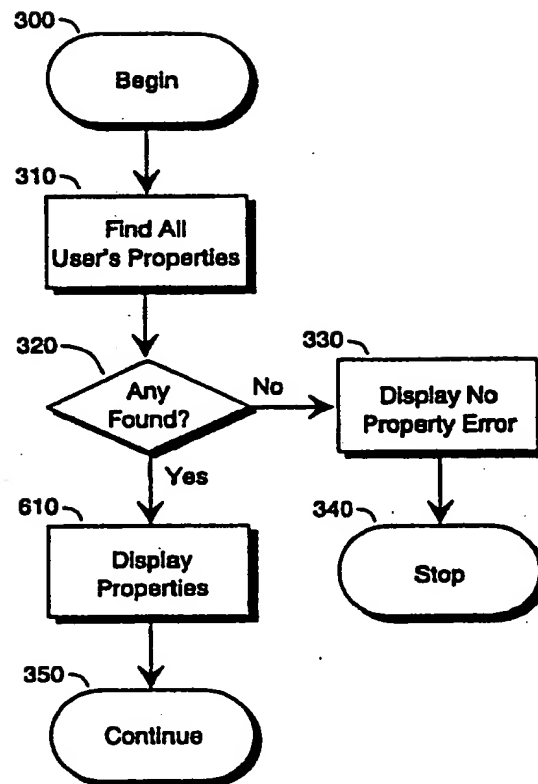 300
Begin
310
Find All
User's Properties
320
Any
Found?
No
330
Display No
Property Error
Yes
610
Display
Properties
340
Stop
350
Continue